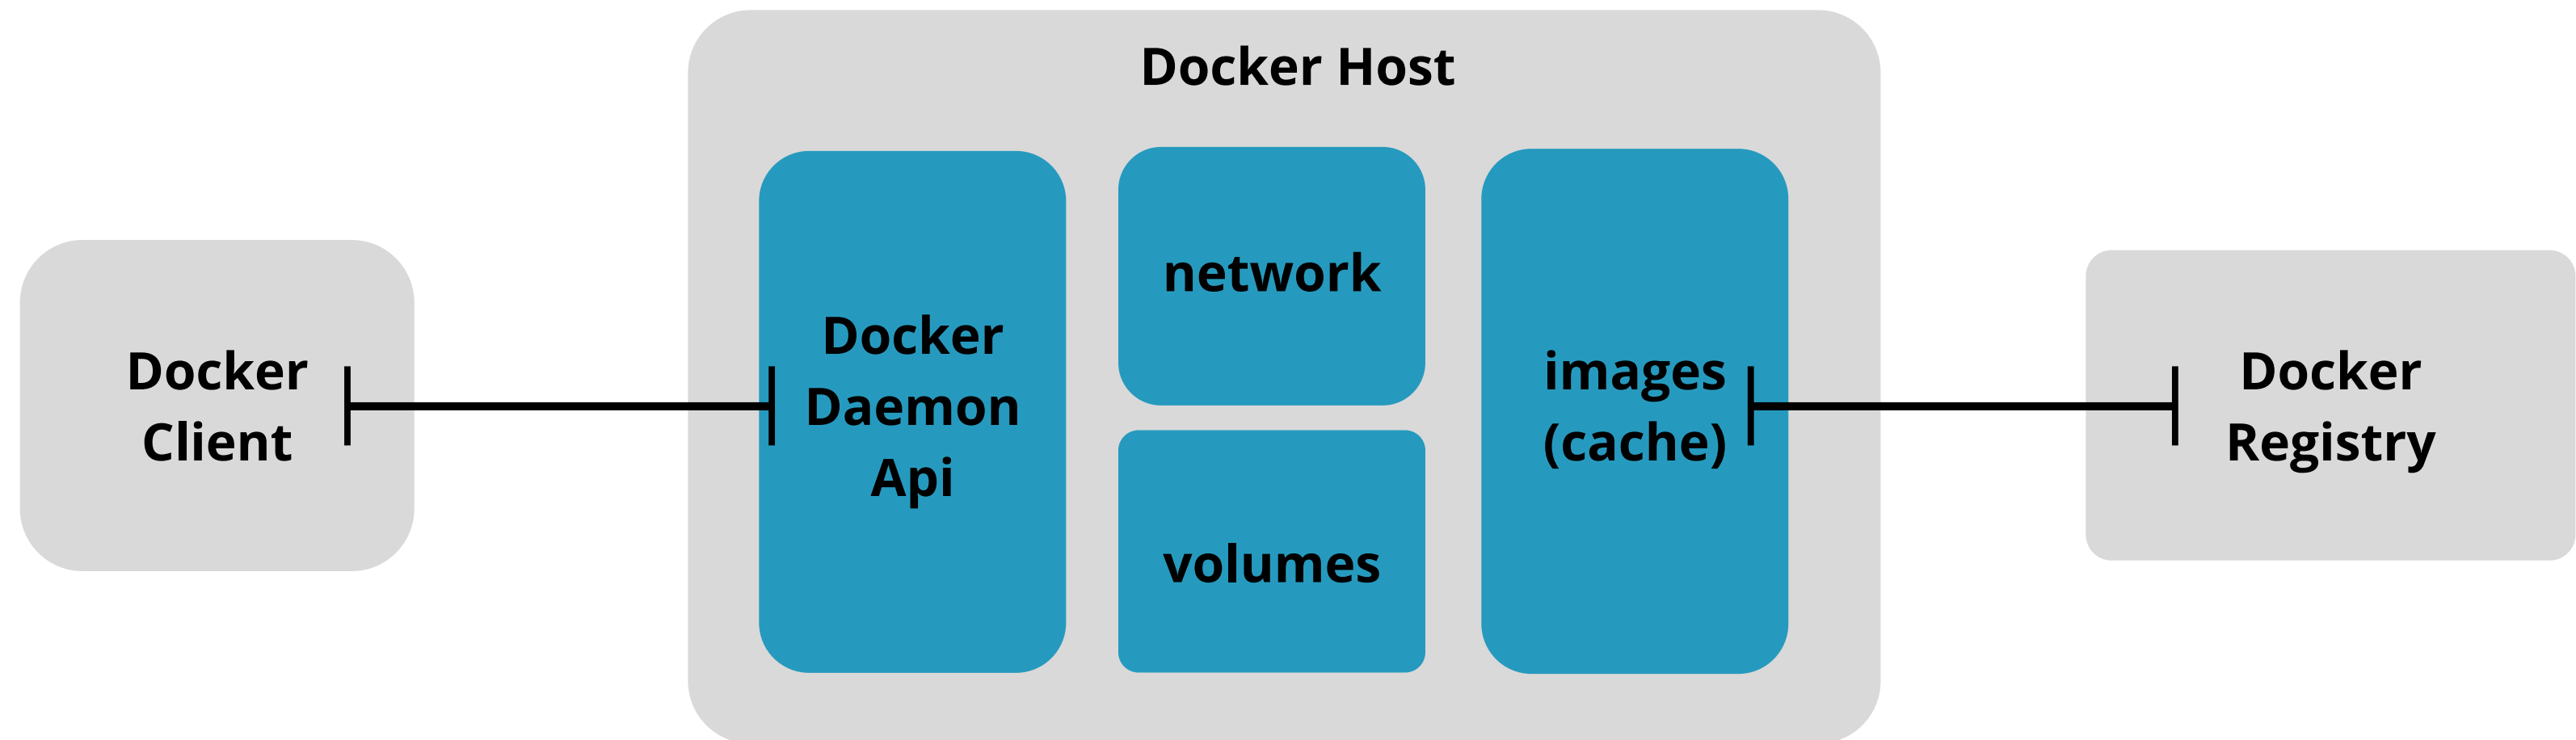 Docker Host
Docker
Client
Docker
Daemon
Api
network
volumes
images
(cache)
Docker
Registry